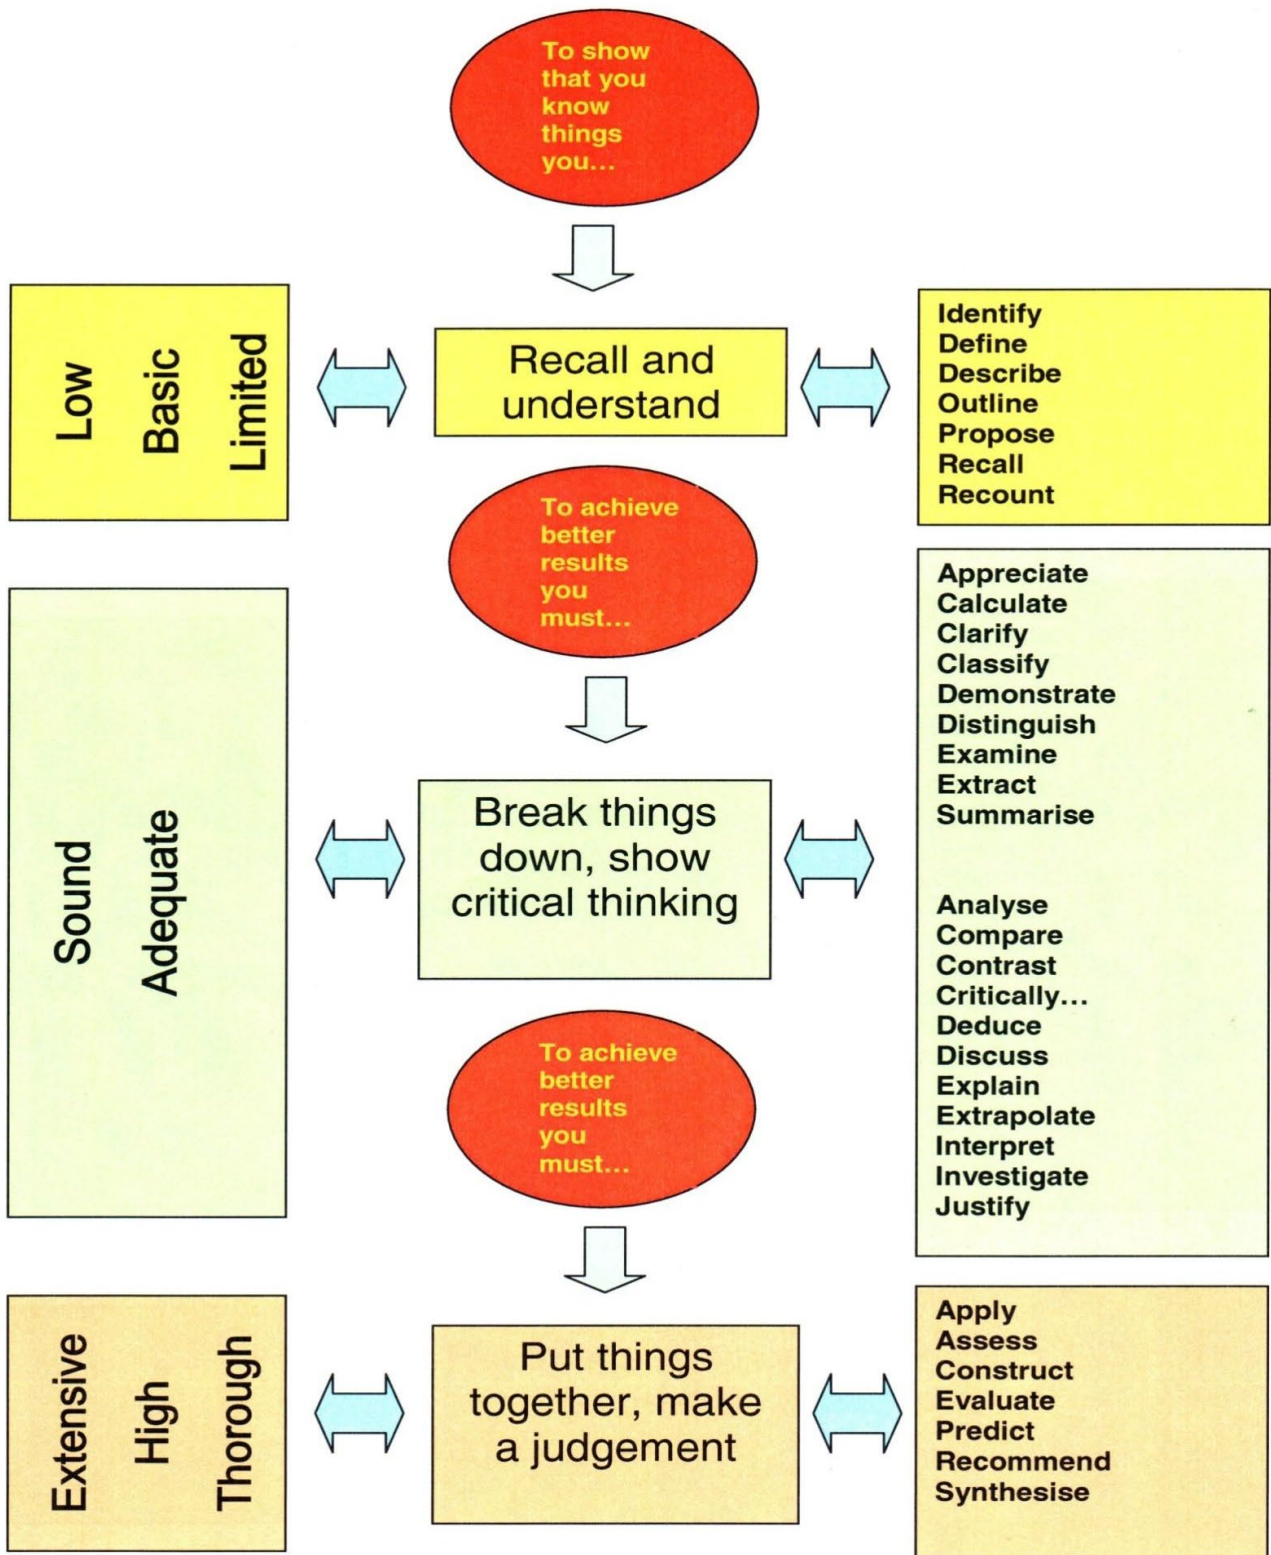 To show
that you
know
things
you...
Low
Basic
Limited
Recall and
understand
Identify
Define
Describe
Outline
Propose
Recall
Recount
To achieve
better
results
you
must...
Sound
Adequate
Break things
down, show
critical thinking
Appreciate
Calculate
Clarify
Classify
Demonstrate
Distinguish
Examine
Extract
Summarise
Analyse
Compare
Contrast
Critically...
Deduce
Discuss
Explain
Extrapolate
Interpret
Investigate
Justify
To achieve
better
results
you
must...
Extensive
High
Thorough
Put things
together, make
a judgement
Apply
Assess
Construct
Evaluate
Predict
Recommend
Synthesise